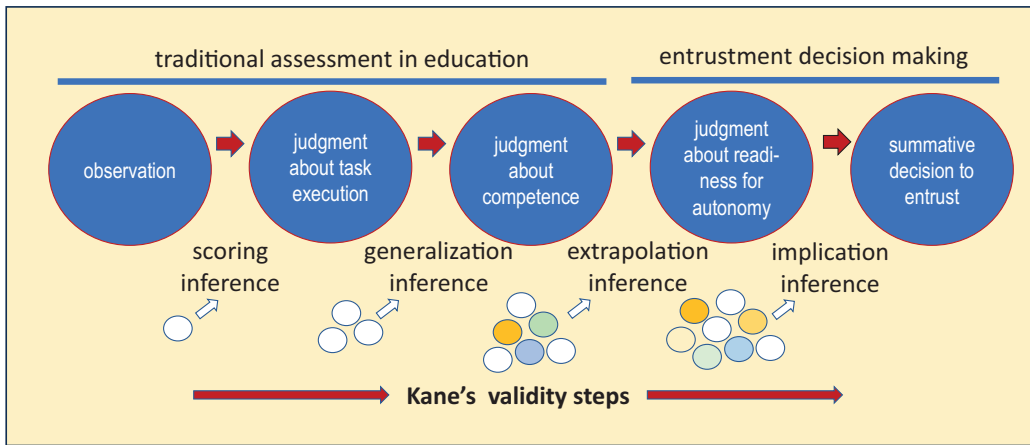 traditional assessment in education
entrustment decision making
observation
judgment
about task
execution
judgment
about
competence
judgment
about readi-
ness for
autonomy
summative
decision to
entrust
scoring
inference
generalization
inference
extrapolation
inference
implication
inference
Kane's validity steps